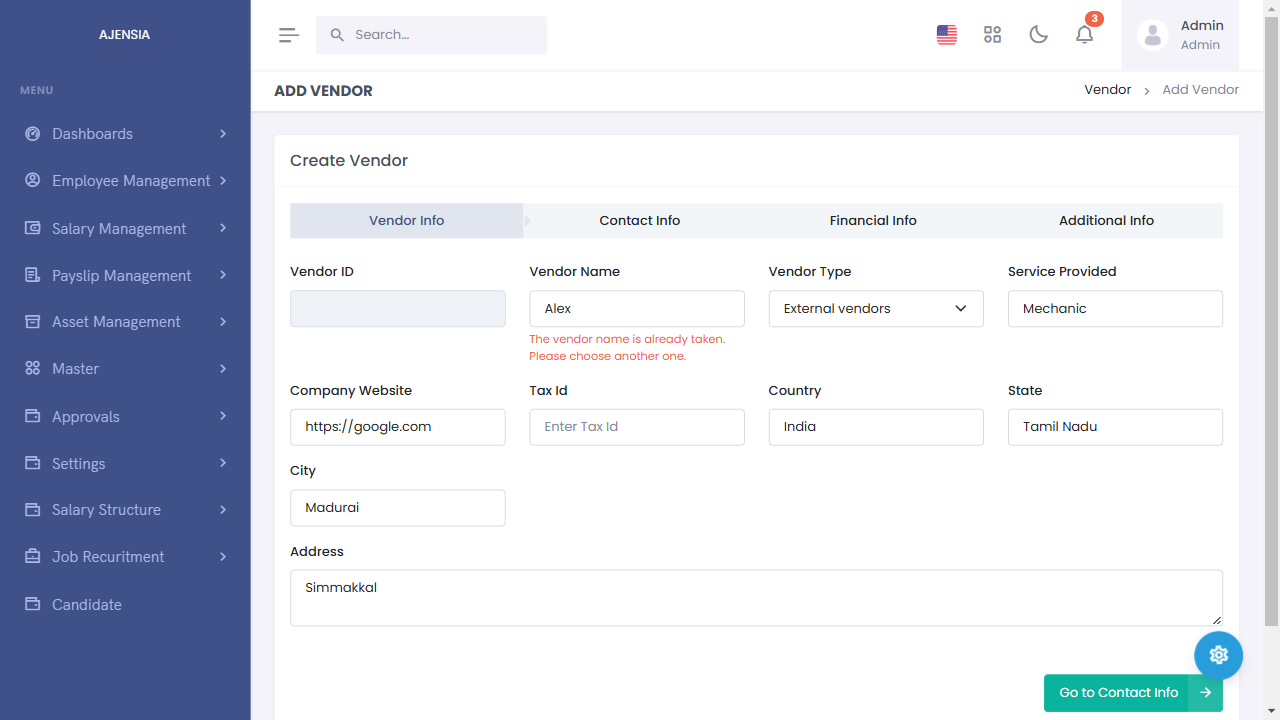 AJENSIA
MENU
Dashboards
Employee Management
Salary Management
Payslip Management
Asset Management
Master
Approvals
Settings
Salary Structure
Job Recuritment
Candidate
Search...
3
Admin
Admin
ADD VENDOR
Vendor > Add Vendor
Create Vendor
Vendor Info Contact Info Financial Info Additional Info
Vendor ID Vendor Name Vendor Type Service Provided
Alex External vendors Mechanic
The vendor name is already taken.
Please choose another one.
Company Website Tax Id Country State
https://google.com Enter Tax Id India Tamil Nadu
City
Madurai
Address
Simmakkal
Go to Contact Info →